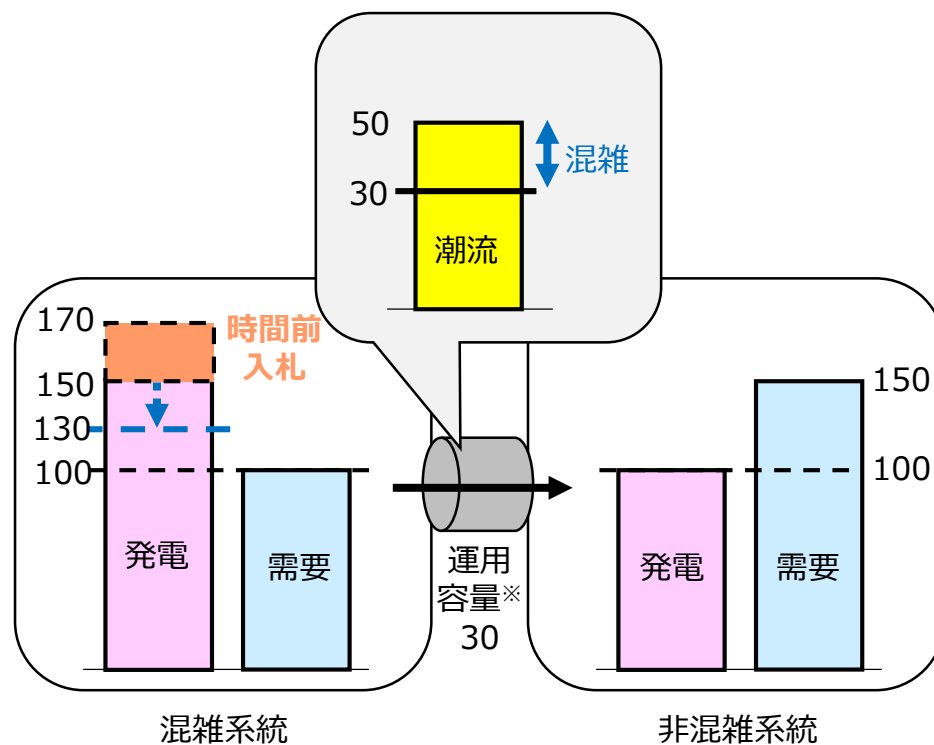 50
混雑
30
潮流
170
時間前
入札
150
130
100
発電
需要
運用
容量※
30
150
100
発電
需要
混雑系統
非混雑系統